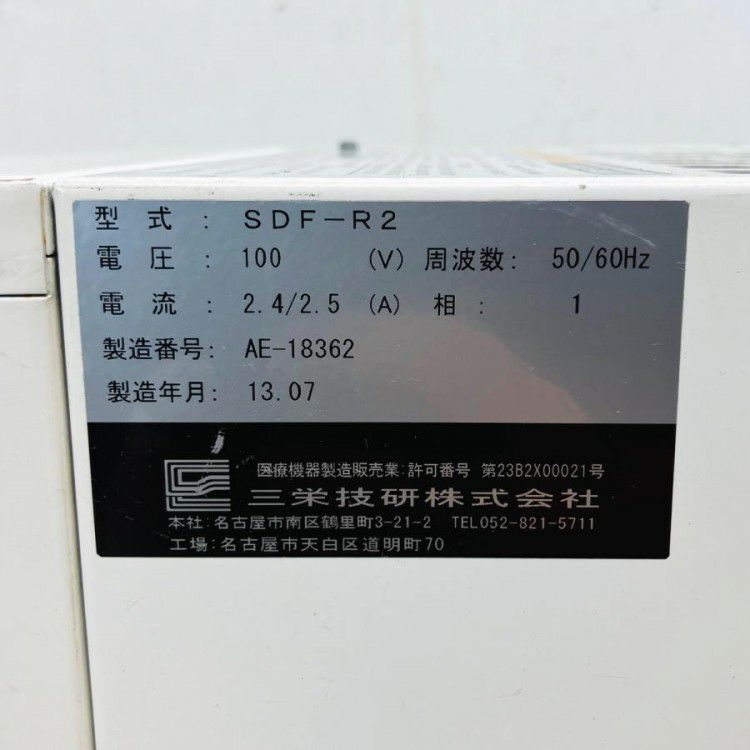 型式: SDF-R2
電圧: 100 (V) 周波数: 50/60Hz
電流: 2.4/2.5 (A) 相: 1
製造番号: AE-18362
製造年月: 13.07
医療機器製造販売業:許可番号 第23B2X00021号
三栄技研株式会社
本社:名古屋市南区鶴里町3-21-2 TEL052-821-5711
工場:名古屋市天白区道明町70